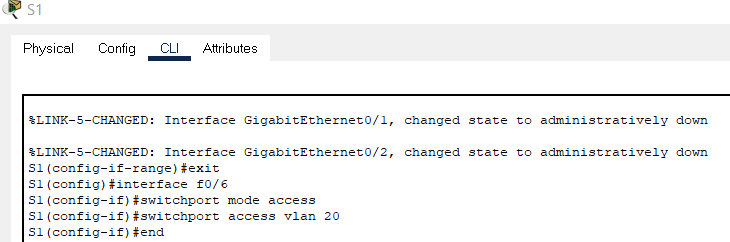 S1
Physical Config CLI Attributes
%LINK-5-CHANGED: Interface GigabitEthernet0/1, changed state to administratively down
%LINK-5-CHANGED: Interface GigabitEthernet0/2, changed state to administratively down
S1(config-if-range)#exit
S1(config)#interface f0/6
S1(config-if)#switchport mode access
S1(config-if)#switchport access vlan 20
S1(config-if)#end